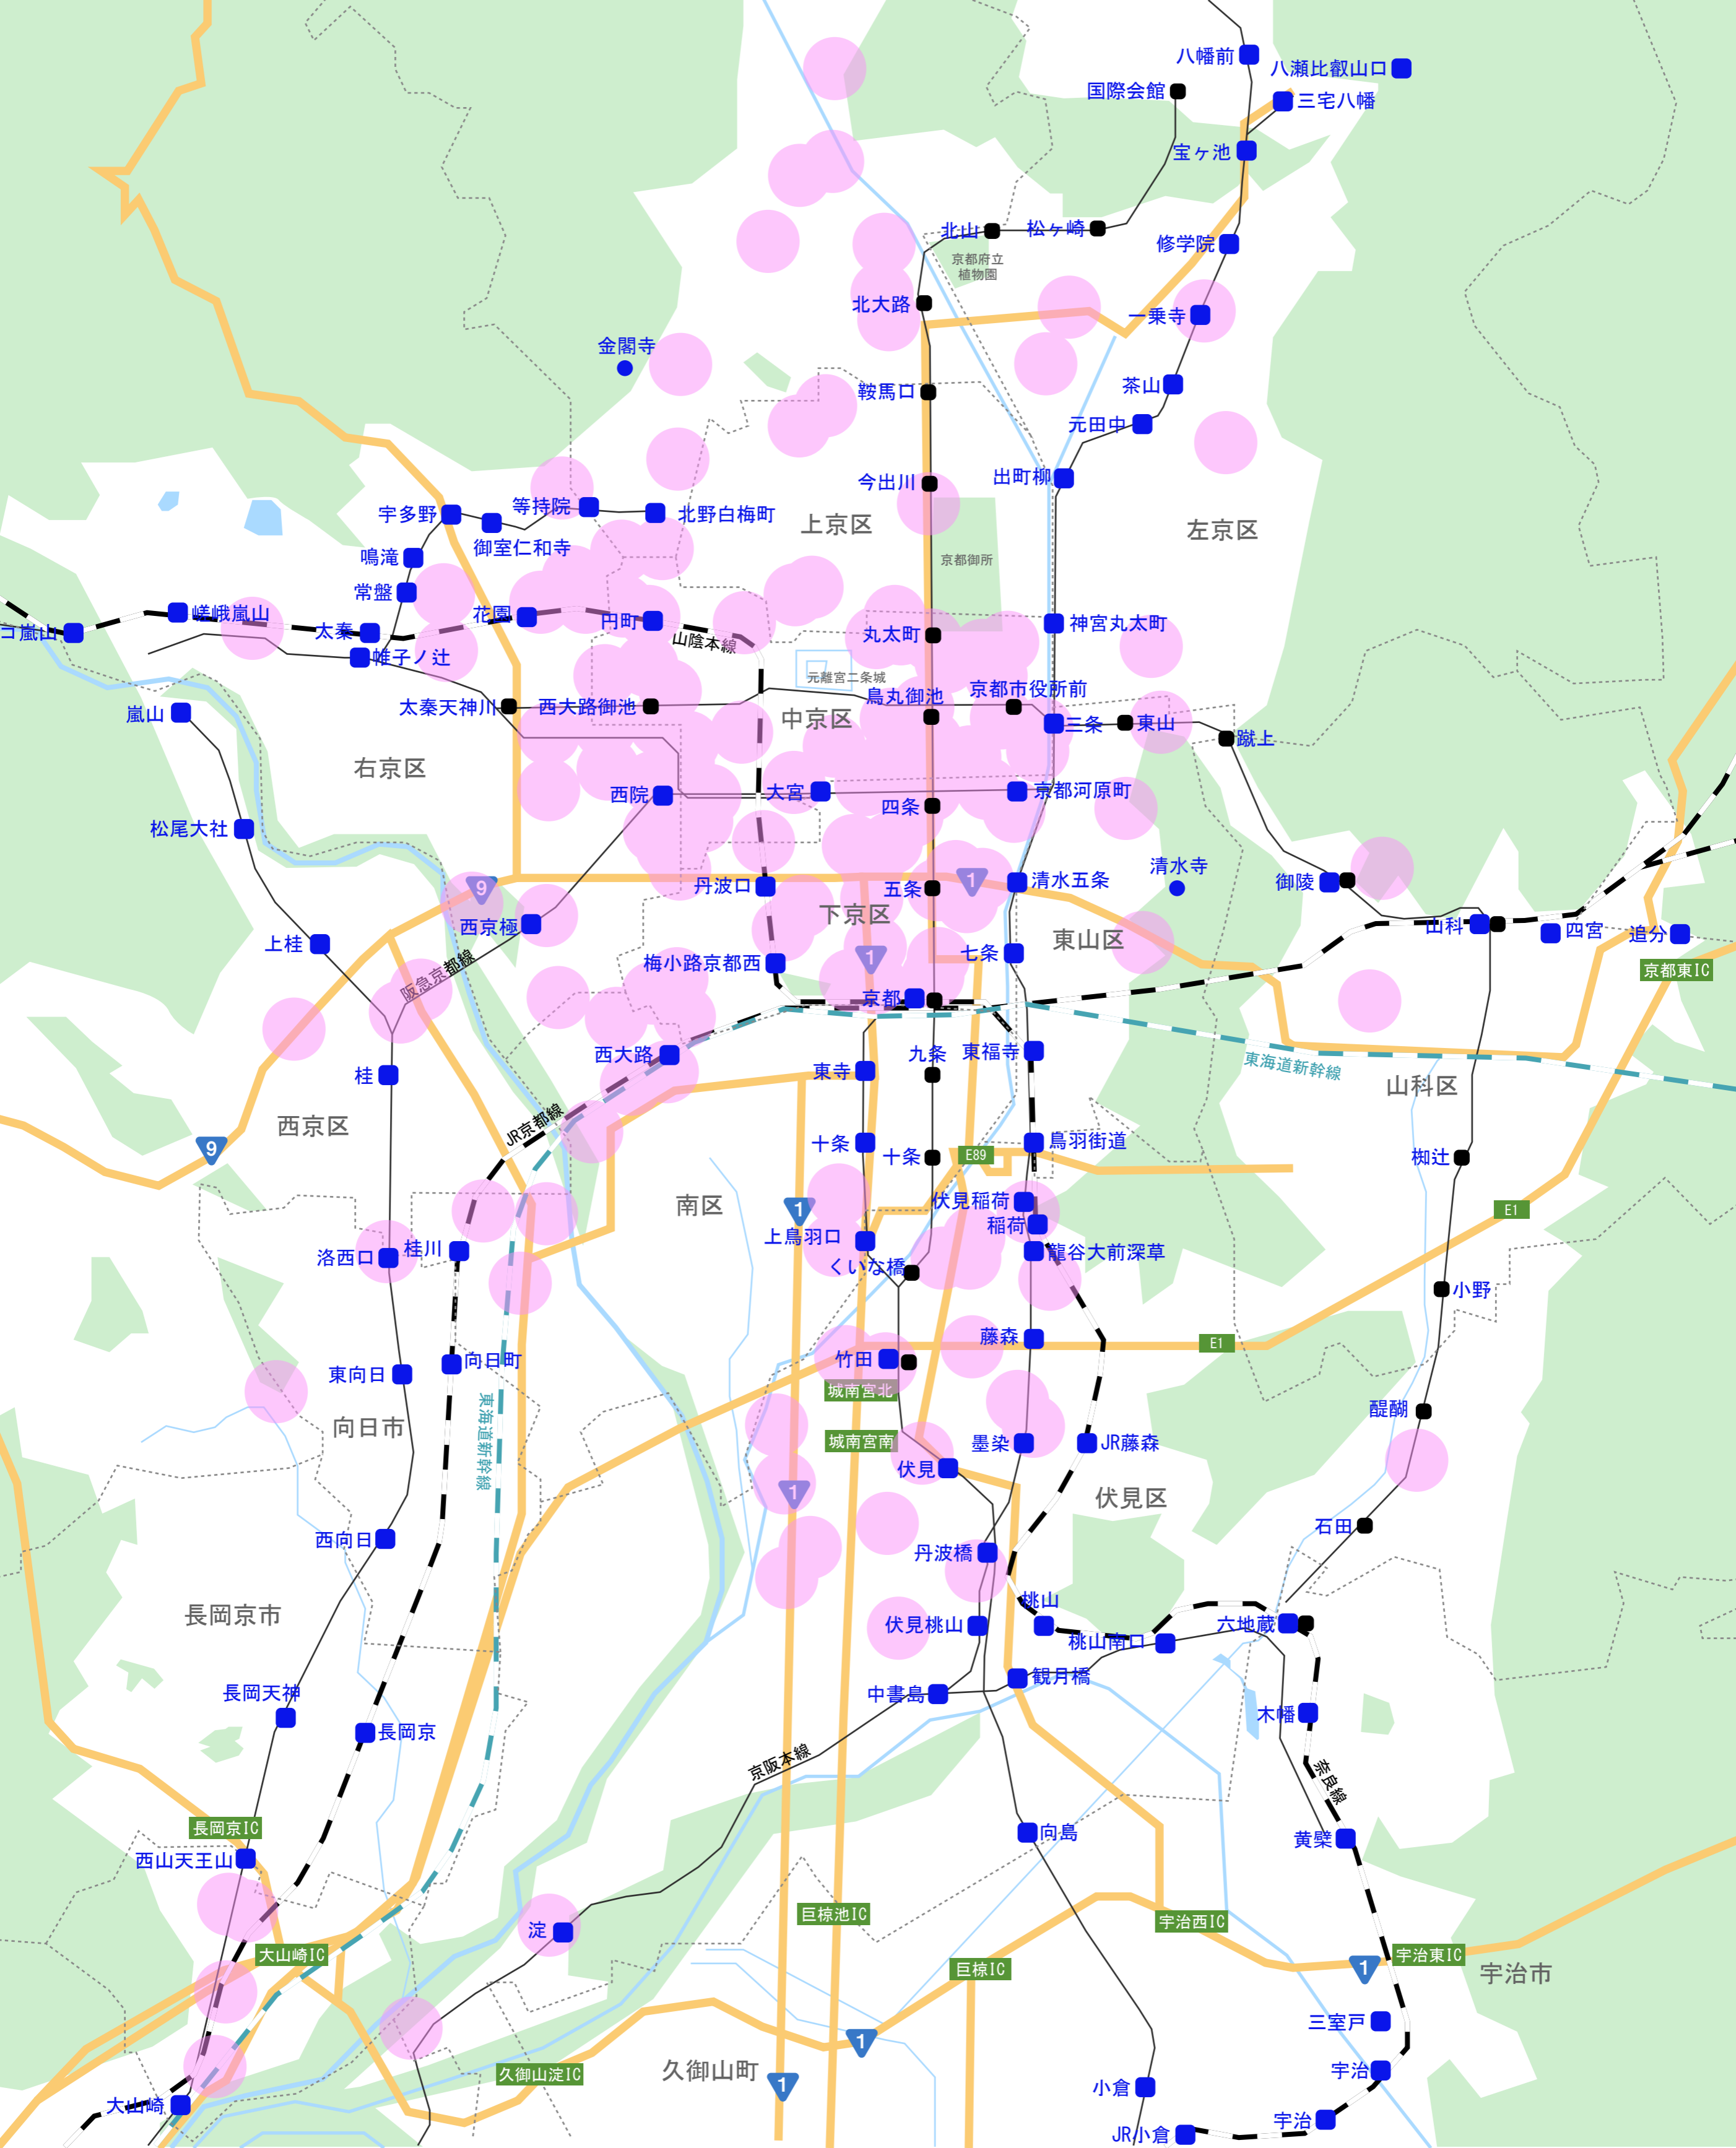 八幡前
八瀬比叡山口
国際会館
三宅八幡
宝ヶ池
北山
松ヶ崎
修学院
京都府立
植物園
北大路
一乗寺
金閣寺
鞍馬口
茶山
元田中
今出川
出町柳
宇多野
等持院
北野白梅町
上京区
左京区
御室仁和寺
鳴滝
京都御所
常盤
嵯峨嵐山
花園
円町
コ嵐山
太秦
山陰本線
丸太町
神宮丸太町
帷子ノ辻
元離宮二条城
烏丸御池
京都市役所前
嵐山
太秦天神川
西大路御池
中京区
三条
東山
蹴上
右京区
西院
大宮
京都河原町
四条
松尾大社
清水寺
9
丹波口
五条
1
清水五条
御陵
西京極
下京区
東山区
山科
四宮
追分
上桂
阪急京都線
梅小路京都西
1
七条
京都東IC
京都
西大路
九条
東福寺
東海道新幹線
桂
東寺
山科区
西京区
JR京都線
9
十条
十条
E89
鳥羽街道
椥辻
南区
1
伏見稲荷
E1
稲荷
洛西口
桂川
上鳥羽口
くいな橋
龍谷大前深草
小野
藤森
E1
東向日
向日町
竹田
城南宮北
醍醐
向日市
東海道新幹線
城南宮南
墨染
JR藤森
伏見
1
伏見区
西向日
石田
丹波橋
長岡京市
伏見桃山
桃山
桃山南口
六地蔵
長岡天神
中書島
観月橋
長岡京
木幡
京阪本線
奈良線
長岡京IC
向島
黄檗
西山天王山
巨椋池IC
宇治西IC
淀
大山崎IC
巨椋IC
1
宇治東IC
宇治市
三室戸
1
久御山町
久御山淀IC
1
宇治
大山崎
小倉
宇治
JR小倉